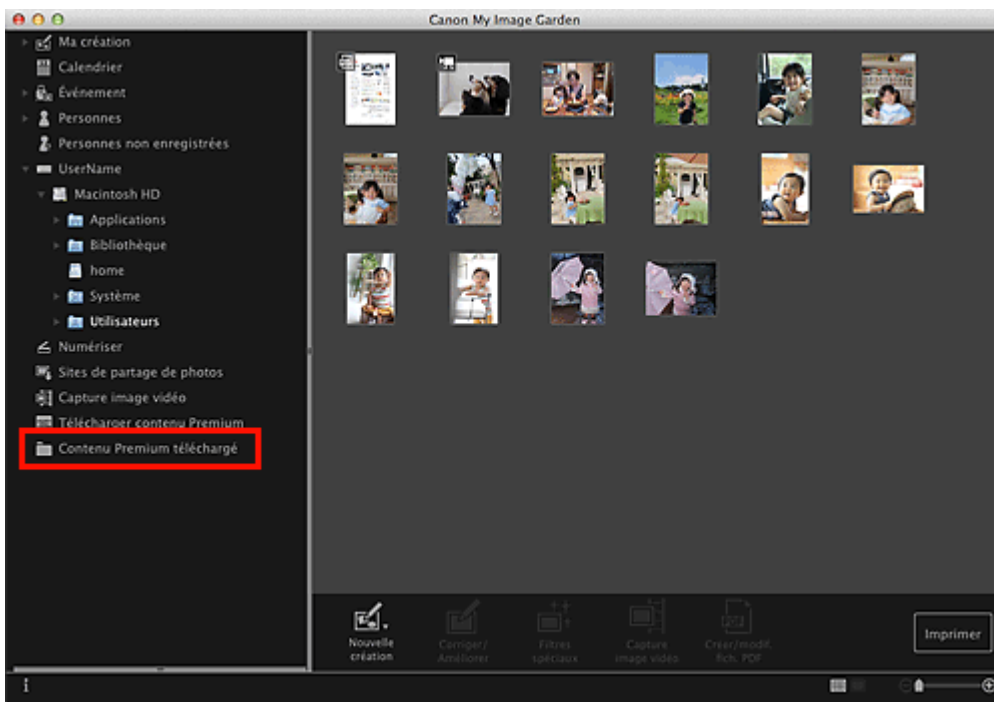 Canon My Image Garden
Ma création
Calendrier
Événement
Personnes
Personnes non enregistrées
UserName
Macintosh HD
Applications
Bibliothèque
home
Système
Utilisateurs
Numériser
Sites de partage de photos
Capture image vidéo
Télécharger contenu Premium
Contenu Premium téléchargé
Nouvelle
création
Corriger/
Améliorer
Filtres
spéciaux
Capture
image vidéo
Créer/modif.
fich. PDF
Imprimer